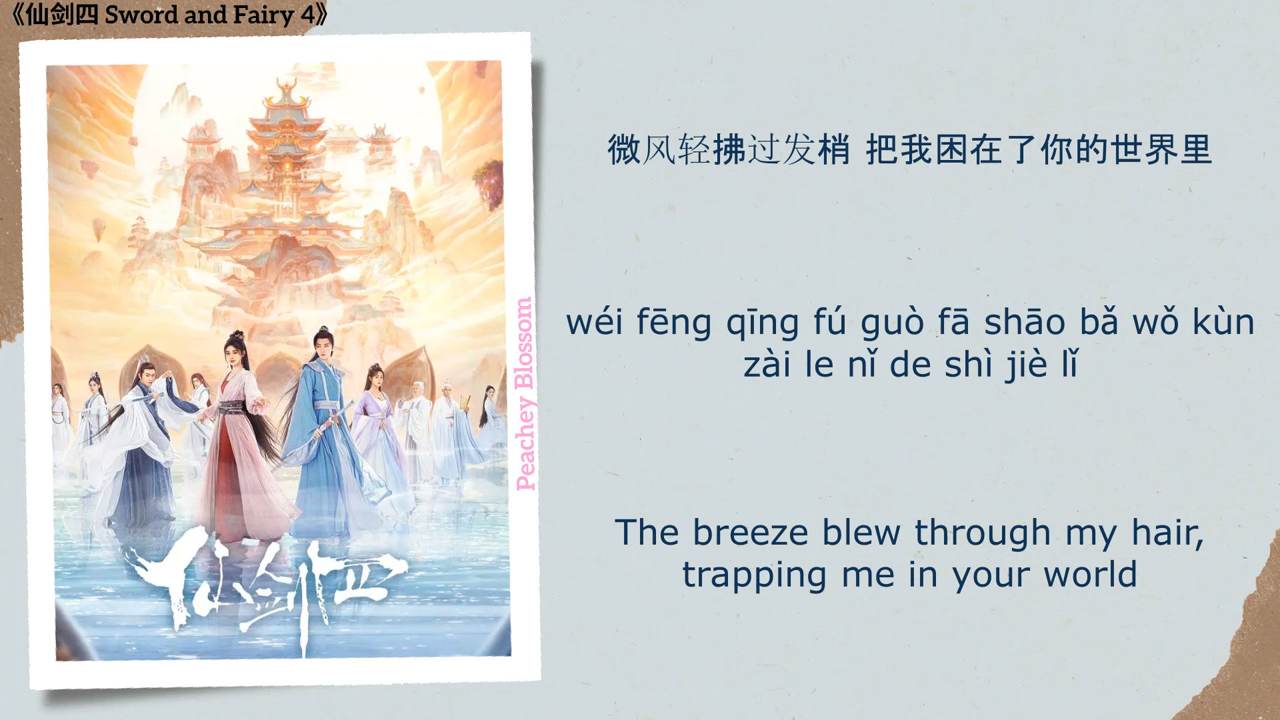 《仙剑四 Sword and Fairy 4》
仙剑四
Peachey Blossom
微风轻拂过发梢 把我困在了你的世界里
wéi fēng qīng fú guò fā shāo bǎ wǒ kùn
zài le nǐ de shì jiè lǐ
The breeze blew through my hair,
trapping me in your world